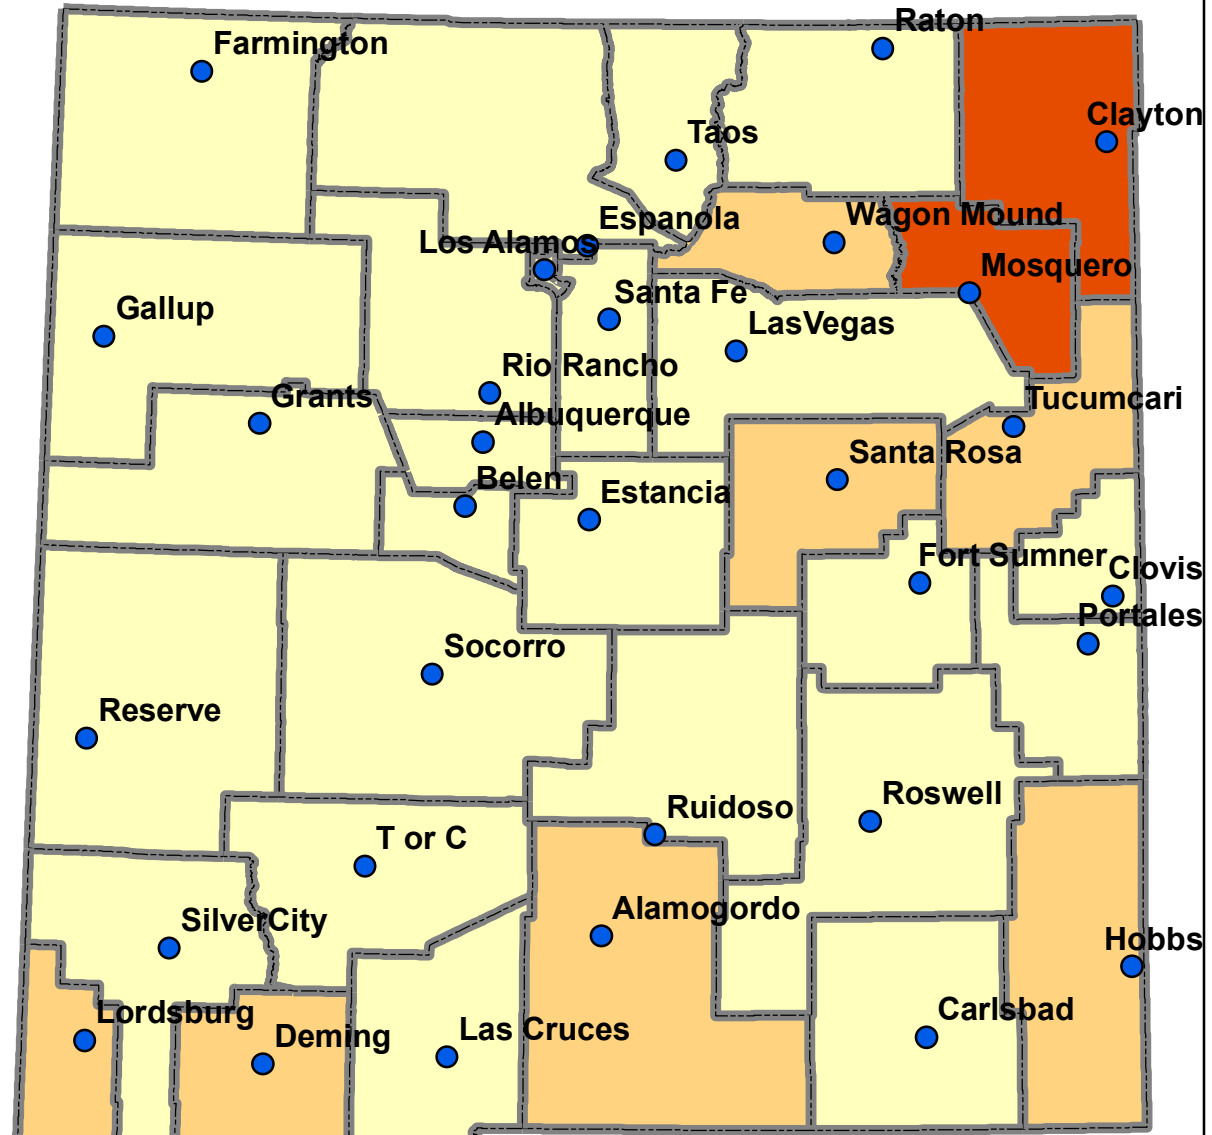 Raton
Farmington
Clayton
Taos
Espanola
Wagon Mound
Los Alamos
Mosquero
Santa Fe
Gallup
LasVegas
Rio Rancho
Grants
Tucumcari
Albuquerque
Santa Rosa
Belen
Estancia
Fort Sumner
Clovis
Portales
Socorro
Reserve
Roswell
Ruidoso
T or C
Alamogordo
SilverCity
Hobbs
Carlsbad
Lordsburg
Las Cruces
Deming